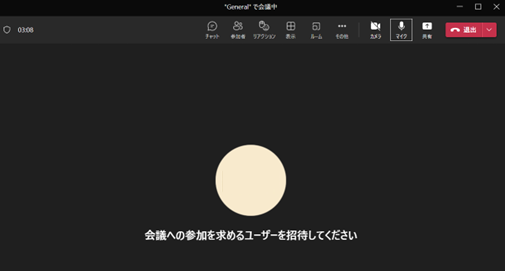 "General" で会議中
03:08
チャット 参加者 リアクション 表示 ルーム その他 カメラ マイク 共有 退出
会議への参加を求めるユーザーを招待してください